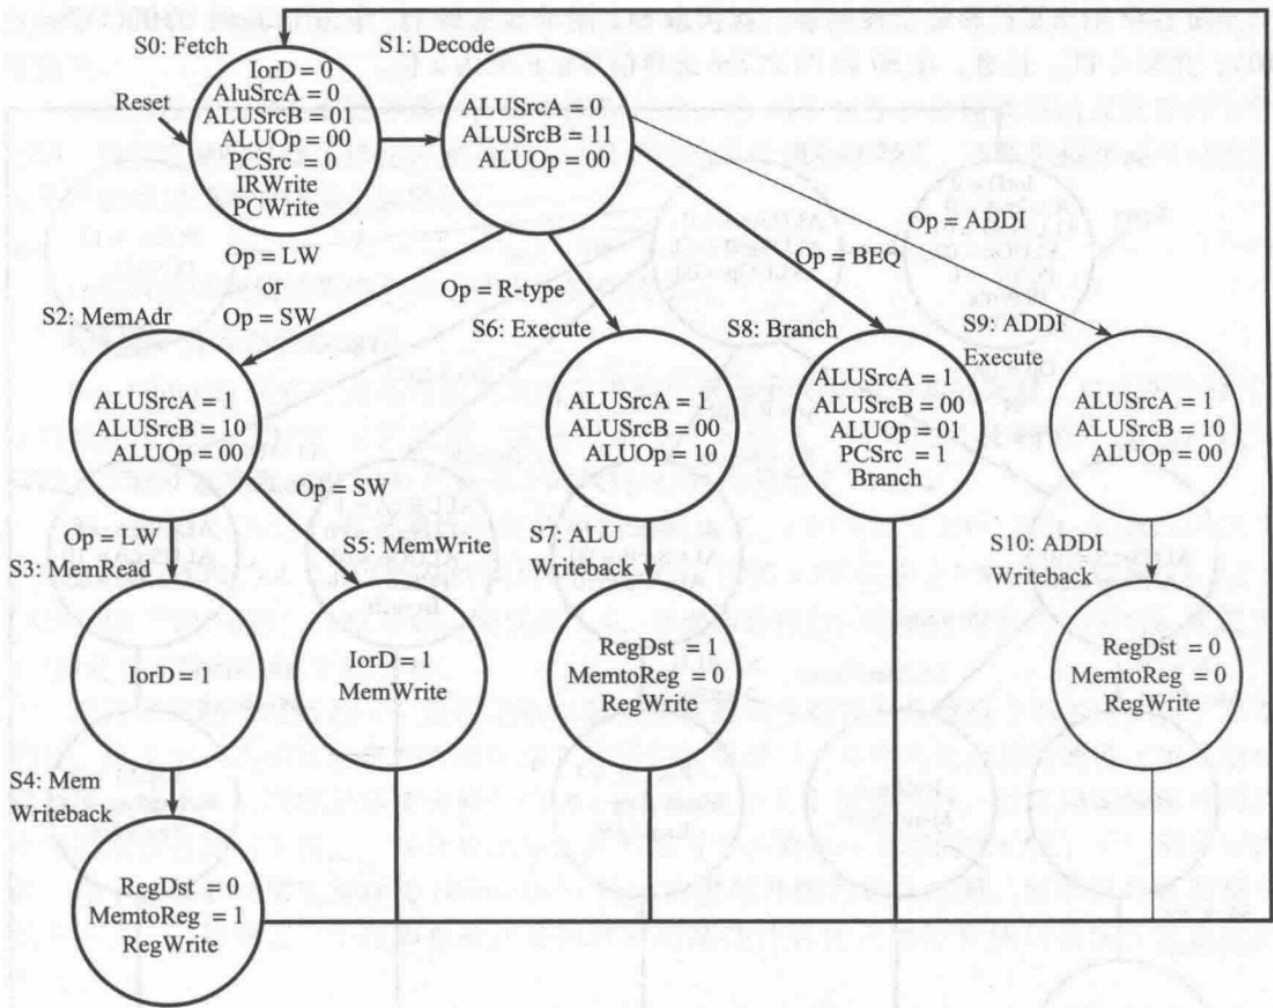 S0: Fetch
S1: Decode
Reset
IorD = 0
AluSrcA = 0
ALUSrcB = 01
ALUOp = 00
PCSrc = 0
IRWrite
PCWrite
ALUSrcA = 0
ALUSrcB = 11
ALUOp = 00
Op = ADDI
Op = BEQ
Op = LW
or
Op = SW
Op = R-type
S2: MemAdr
S6: Execute
S8: Branch
S9: ADDI
Execute
ALUSrcA = 1
ALUSrcB = 10
ALUOp = 00
ALUSrcA = 1
ALUSrcB = 00
ALUOp = 10
ALUSrcA = 1
ALUSrcB = 00
ALUOp = 01
PCSrc = 1
Branch
ALUSrcA = 1
ALUSrcB = 10
ALUOp = 00
Op = SW
Op = LW
S3: MemRead
S5: MemWrite
S7: ALU
Writeback
S10: ADDI
Writeback
IorD = 1
IorD = 1
MemWrite
RegDst = 1
MemtoReg = 0
RegWrite
RegDst = 0
MemtoReg = 0
RegWrite
S4: Mem
Writeback
RegDst = 0
MemtoReg = 1
RegWrite